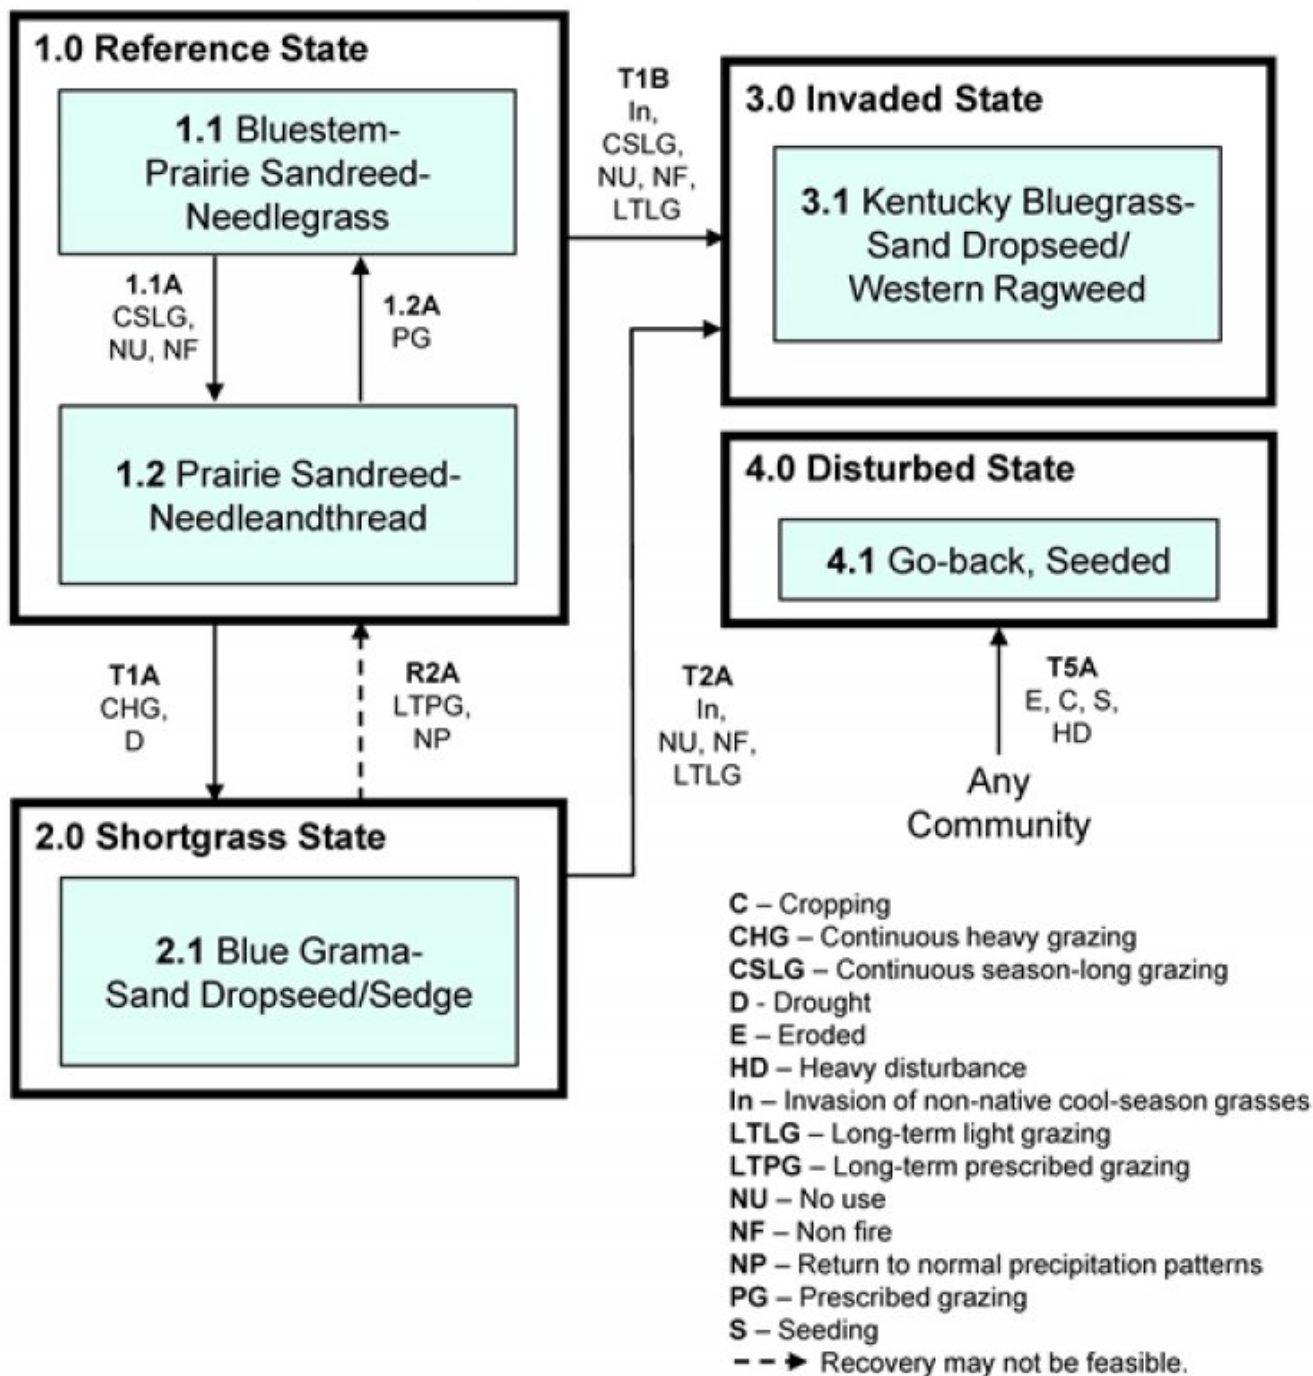 1.0 Reference State
1.1 Bluestem-
Prairie Sandreed-
Needlegrass
1.1A
CSLG,
NU, NF
1.2A
PG
1.2 Prairie Sandreed-
Needleandthread
T1B
In,
CSLG,
NU, NF,
LTLG
3.0 Invaded State
3.1 Kentucky Bluegrass-
Sand Dropseed/
Western Ragweed
4.0 Disturbed State
4.1 Go-back, Seeded
T1A
CHG,
D
R2A
LTPG,
NP
T2A
In,
NU, NF,
LTLG
T5A
E, C, S,
HD
Any
Community
2.0 Shortgrass State
2.1 Blue Grama-
Sand Dropseed/Sedge
C – Cropping
CHG – Continuous heavy grazing
CSLG – Continuous season-long grazing
D - Drought
E – Eroded
HD – Heavy disturbance
In – Invasion of non-native cool-season grasses
LTLG – Long-term light grazing
LTPG – Long-term prescribed grazing
NU – No use
NF – Non fire
NP – Return to normal precipitation patterns
PG – Prescribed grazing
S – Seeding
Recovery may not be feasible.